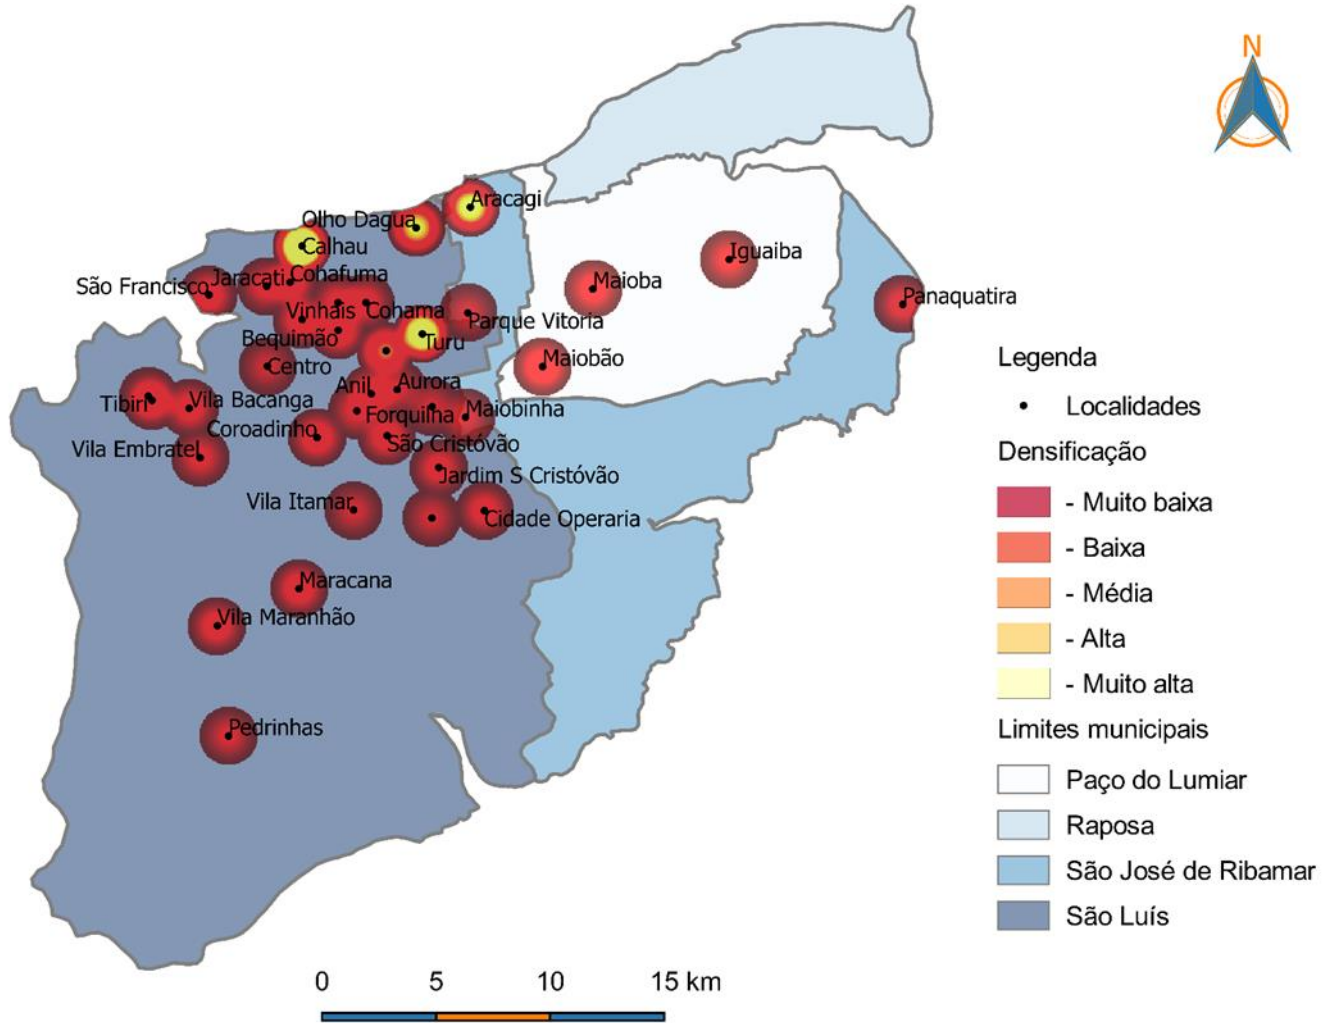 N
Aracagi
Olho Dagua
Calhau
Iguaiba
Cohafuma
Jaracati
São Francisco
Maioba
Panaquatira
Vinhais
Cohama
Parque Vitoria
Bequimão
Turu
Centro
Maiobão
Anil
Aurora
Tibiri
Vila Bacanga
Forquilha
Maiobinha
Coroadinho
São Cristóvão
Vila Embratel
Jardim S Cristóvão
Vila Itamar
Cidade Operaria
Maracana
Vila Maranhão
Pedrinhas
Legenda
Localidades
Densificação
- Muito baixa
- Baixa
- Média
- Alta
- Muito alta
Limites municipais
Paço do Lumiar
Raposa
São José de Ribamar
São Luís
0 5 10 15 km